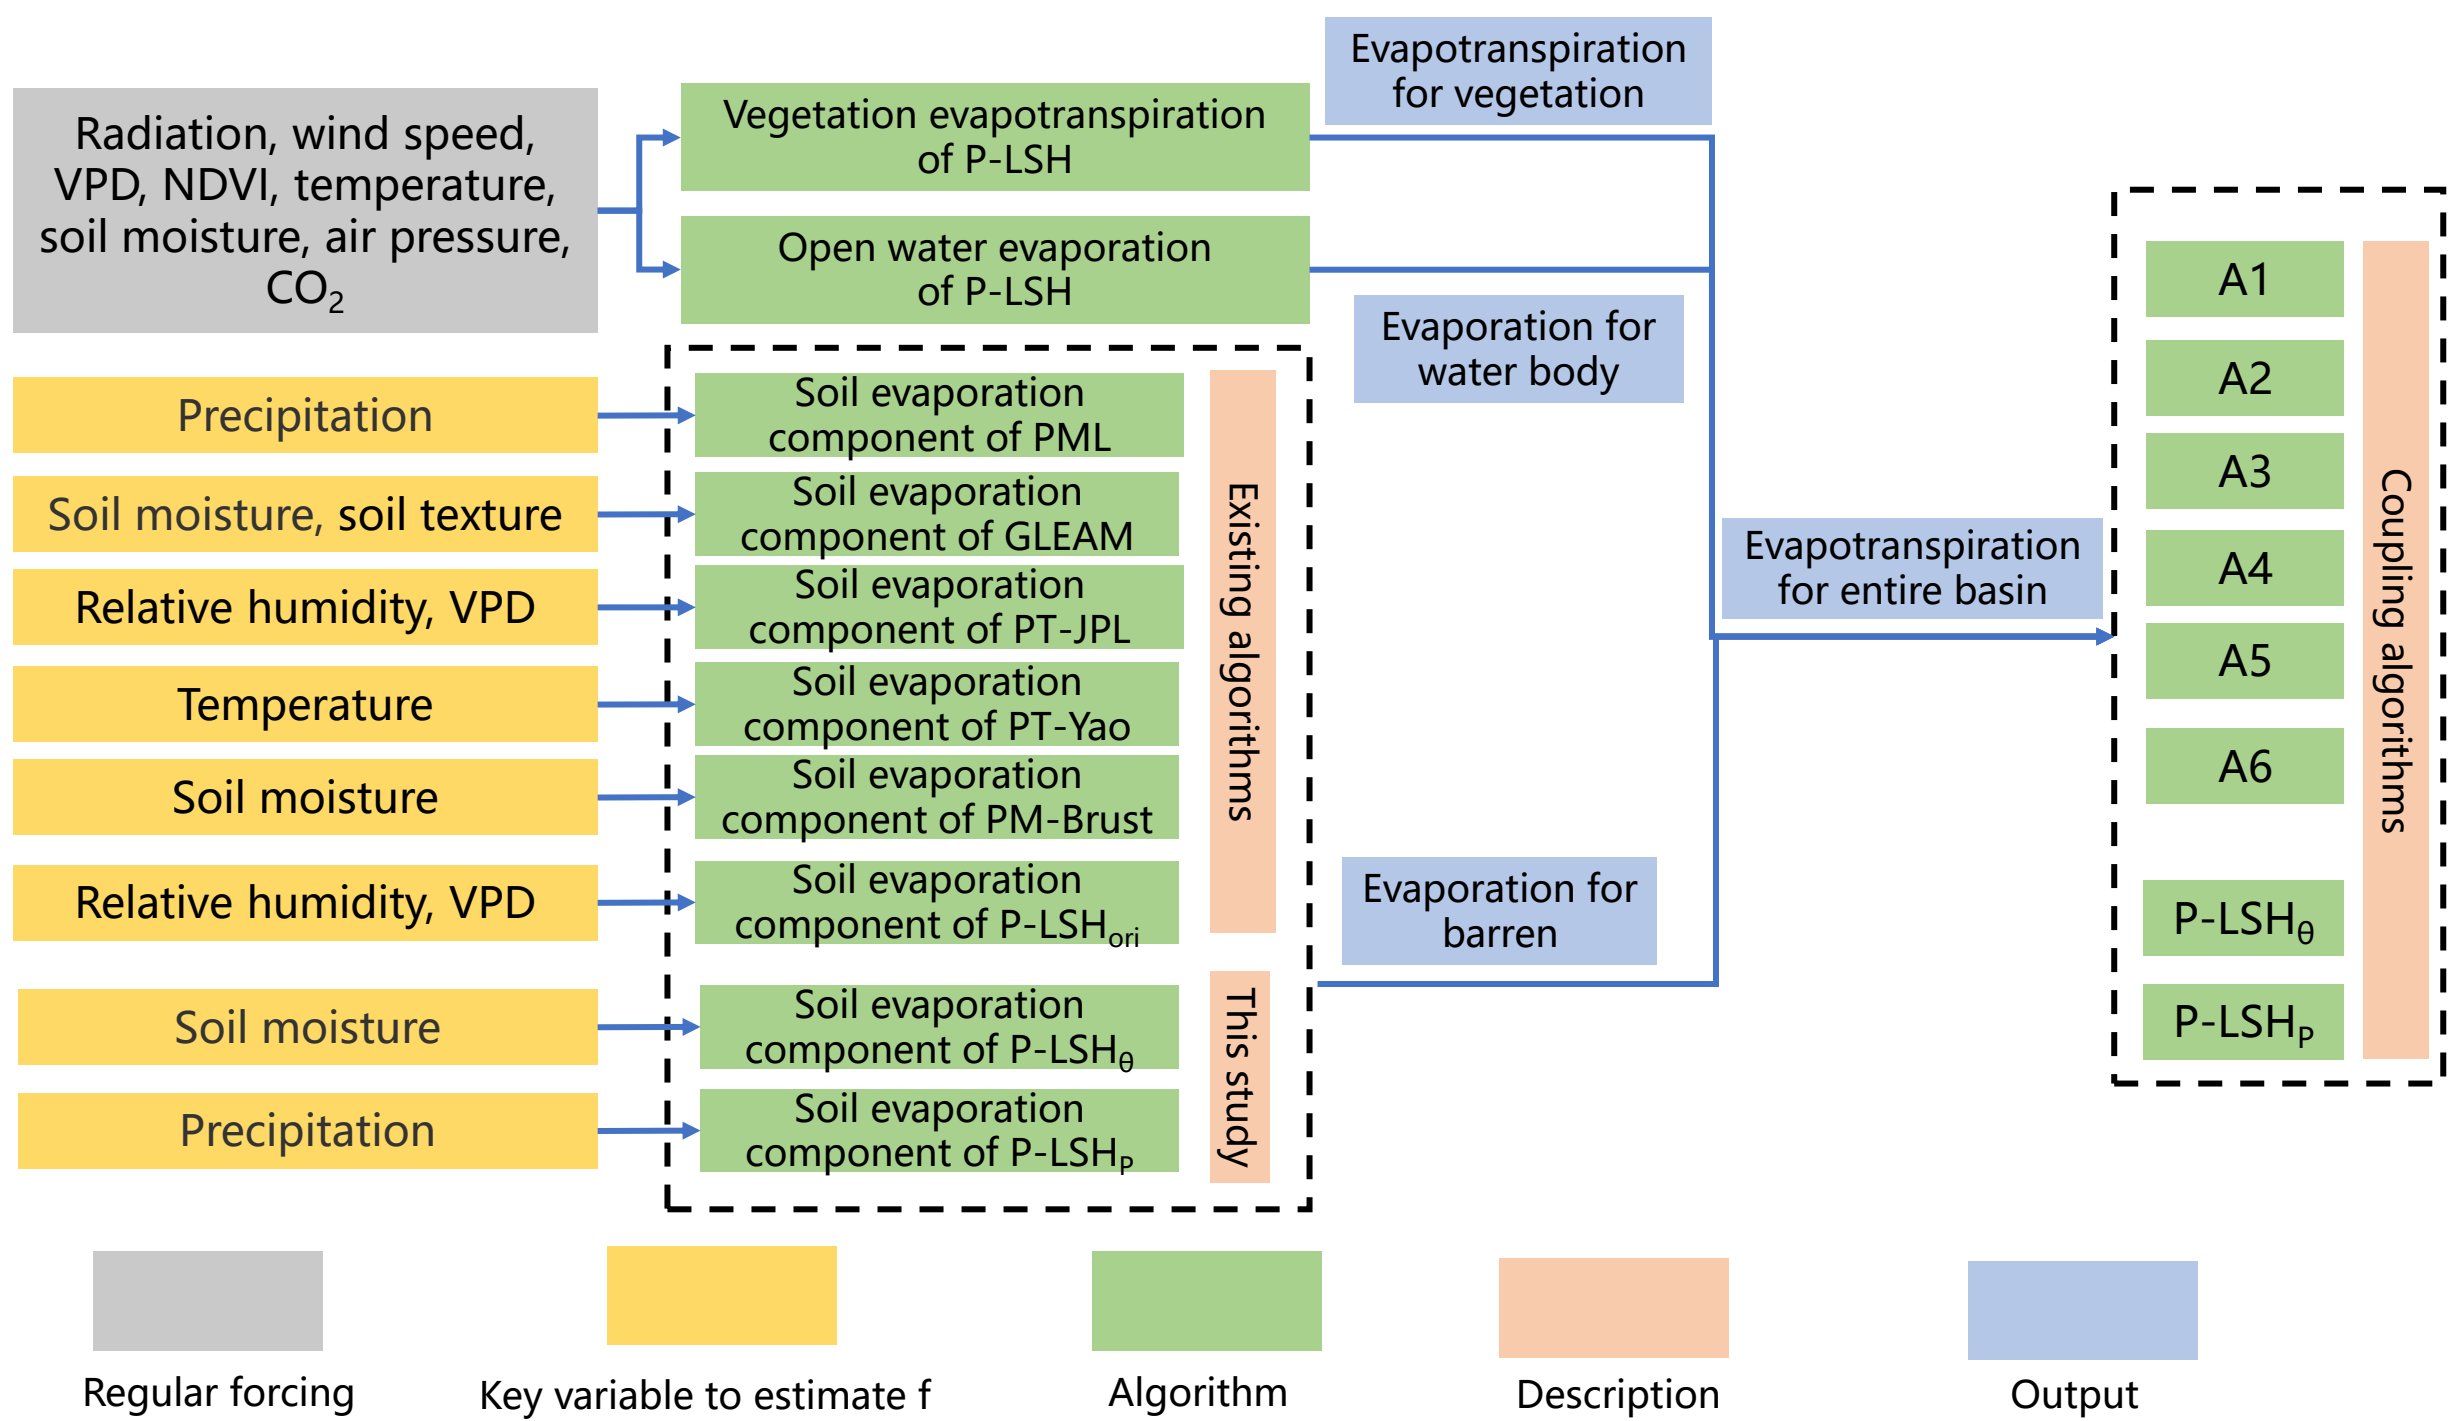 Radiation, wind speed,
VPD, NDVI, temperature,
soil moisture, air pressure,
CO₂
Vegetation evapotranspiration
of P-LSH
Open water evaporation
of P-LSH
Evapotranspiration
for vegetation
Evaporation for
water body
Precipitation
Soil evaporation
component of PML
Soil moisture, soil texture
Soil evaporation
component of GLEAM
Relative humidity, VPD
Soil evaporation
component of PT-JPL
Temperature
Soil evaporation
component of PT-Yao
Soil moisture
Soil evaporation
component of PM-Brust
Relative humidity, VPD
Soil evaporation
component of P-LSHori
Existing algorithms
Soil moisture
Soil evaporation
component of P-LSHθ
Precipitation
Soil evaporation
component of P-LSHP
This study
Evaporation for
barren
Evapotranspiration
for entire basin
A1
A2
A3
A4
A5
A6
P-LSHθ
P-LSHP
Coupling algorithms
Regular forcing
Key variable to estimate f
Algorithm
Description
Output